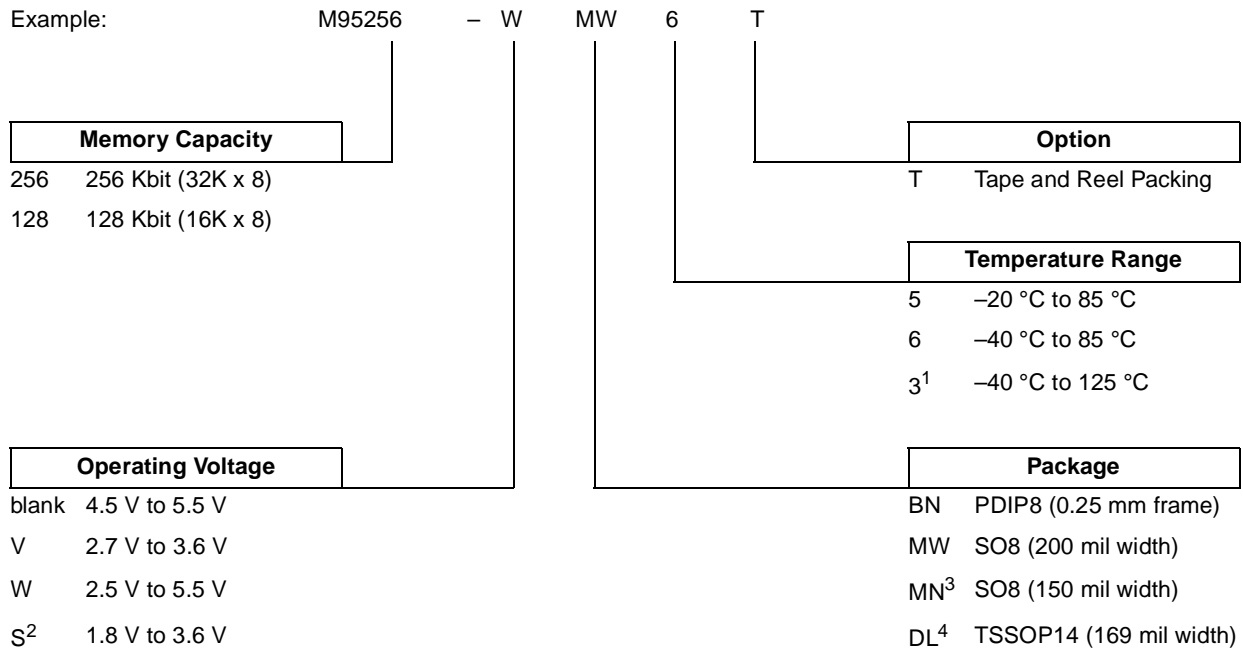 Example: M95256 – W MW 6 T
Memory Capacity
256 256 Kbit (32K x 8)
128 128 Kbit (16K x 8)
Option
T Tape and Reel Packing
Temperature Range
5 –20 °C to 85 °C
6 –40 °C to 85 °C
3¹ –40 °C to 125 °C
Operating Voltage
blank 4.5 V to 5.5 V
V 2.7 V to 3.6 V
W 2.5 V to 5.5 V
S² 1.8 V to 3.6 V
Package
BN PDIP8 (0.25 mm frame)
MW SO8 (200 mil width)
MN³ SO8 (150 mil width)
DL⁴ TSSOP14 (169 mil width)